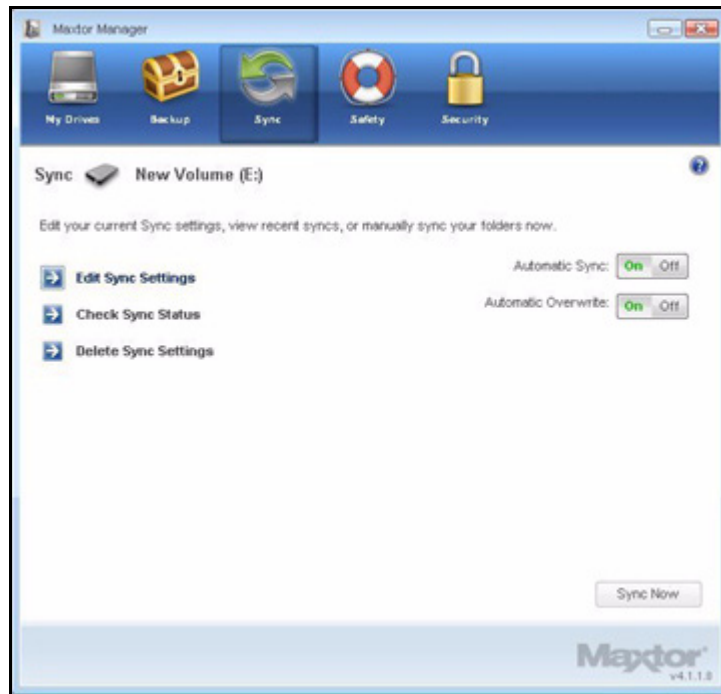 Maxtor Manager
My Drives Backup Sync Safety Security
Sync New Volume (E:)
Edit your current Sync settings, view recent syncs, or manually sync your folders now.
Edit Sync Settings
Automatic Sync: On Off
Check Sync Status
Automatic Overwrite: On Off
Delete Sync Settings
Sync Now
Maxtor
v4.1.1.0